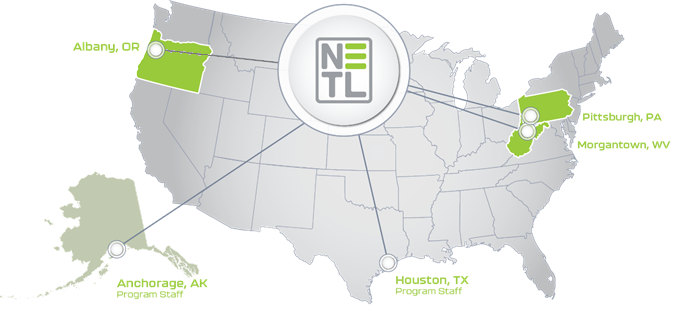 Albany, OR
NE
TL
Pittsburgh, PA
Morgantown, WV
Anchorage, AK
Program Staff
Houston, TX
Program Staff